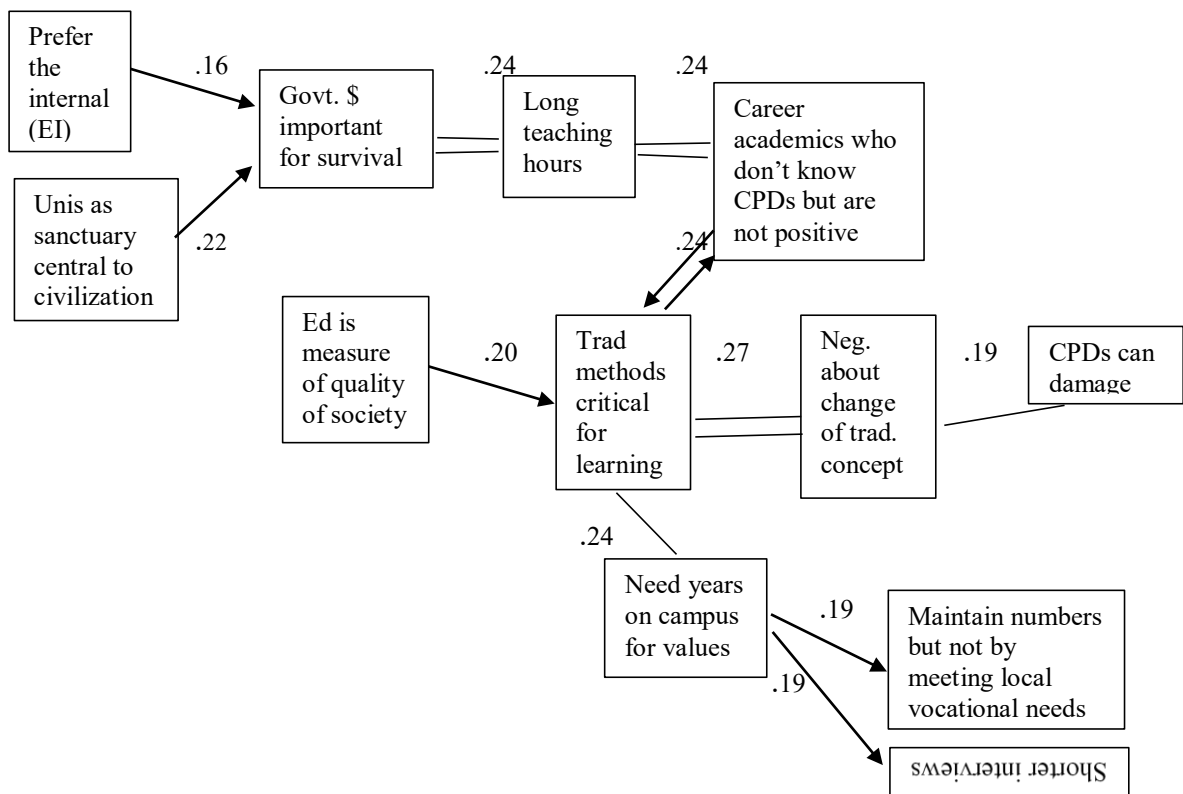 Prefer
the
internal
(EI)
.16
Govt. $
important
for survival
.24
Long
teaching
hours
.24
Career
academics who
don’t know
CPDs but are
not positive
Unis as
sanctuary
central to
civilization
.22
.24
Ed is
measure
of quality
of society
.20
Trad
methods
critical
for
learning
.27
Neg.
about
change
of trad.
concept
.19
CPDs can
damage
.24
Need years
on campus
for values
.19
Maintain numbers
but not by
meeting local
vocational needs
.19
Shorter interviews